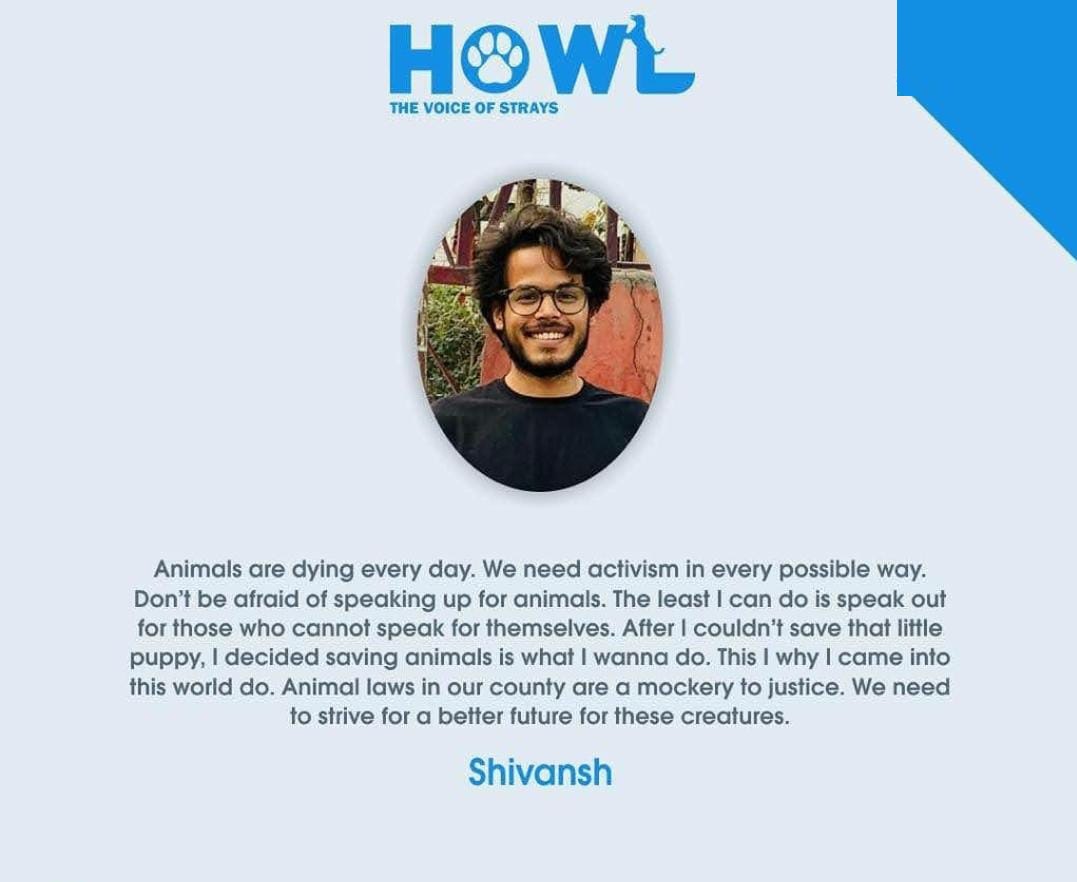 HOWL
THE VOICE OF STRAYS
Animals are dying every day. We need activism in every possible way.
Don't be afraid of speaking up for animals. The least I can do is speak out
for those who cannot speak for themselves. After I couldn't save that little
puppy, I decided saving animals is what I wanna do. This I why I came into
this world do. Animal laws in our county are a mockery to justice. We need
to strive for a better future for these creatures.
Shivansh